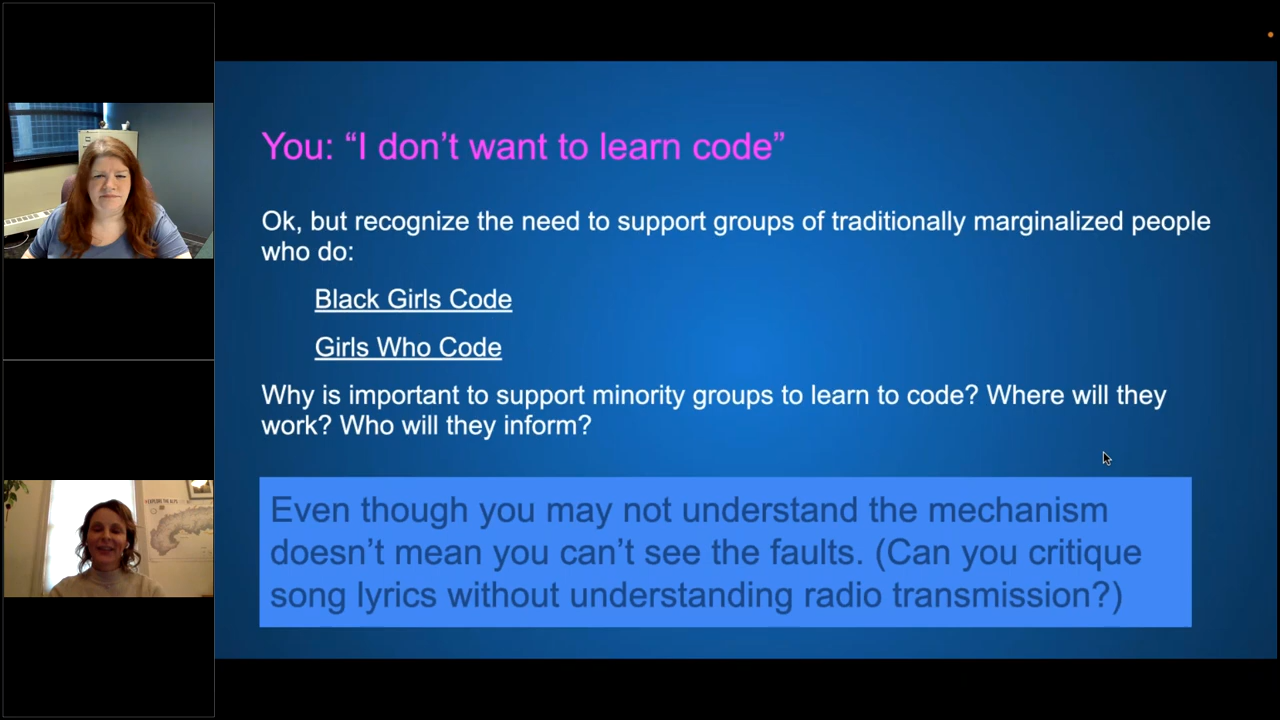 You: “I don’t want to learn code”
Ok, but recognize the need to support groups of traditionally marginalized people
who do:
Black Girls Code
Girls Who Code
Why is important to support minority groups to learn to code? Where will they
work? Who will they inform?
Even though you may not understand the mechanism
doesn’t mean you can’t see the faults. (Can you critique
song lyrics without understanding radio transmission?)
EXPLORE THE ALPS